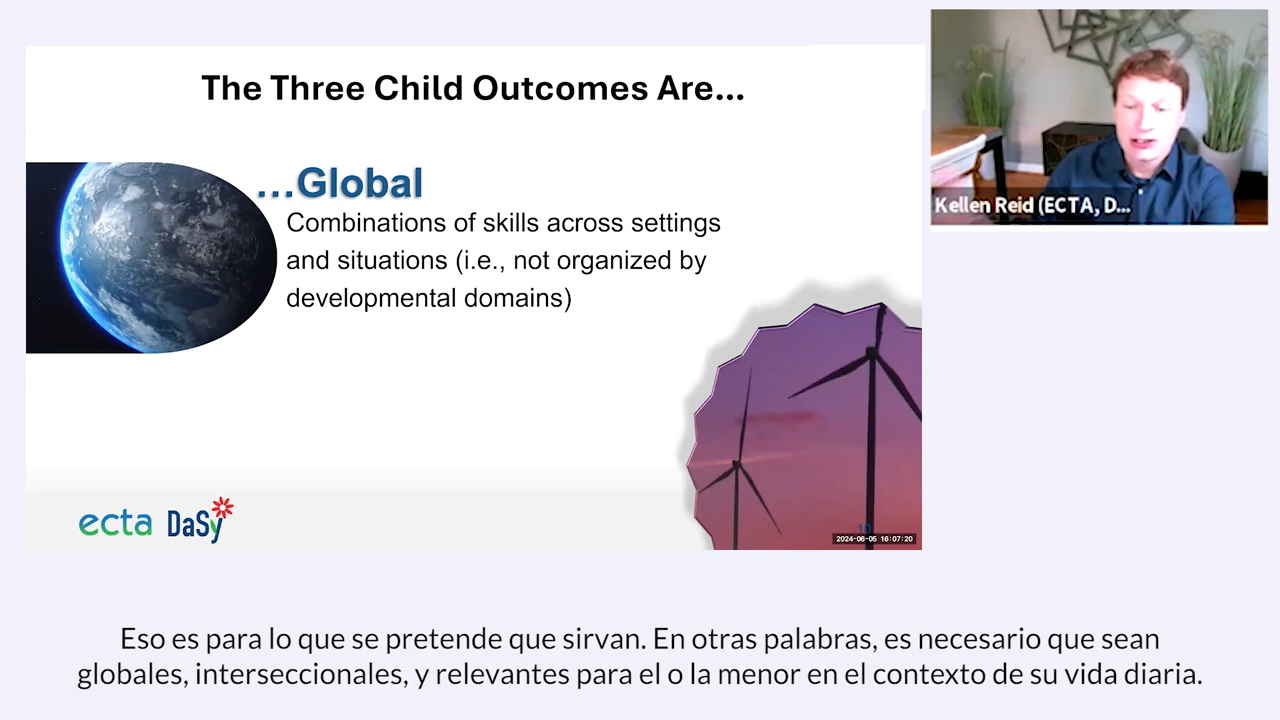 The Three Child Outcomes Are...
...Global
Combinations of skills across settings
and situations (i.e., not organized by
developmental domains)
ecta DaSy
10
2024-06-05 16:07:20
Kellen Reid (ECTA, D...
Eso es para lo que se pretende que sirvan. En otras palabras, es necesario que sean
globales, interseccionales, y relevantes para el o la menor en el contexto de su vida diaria.